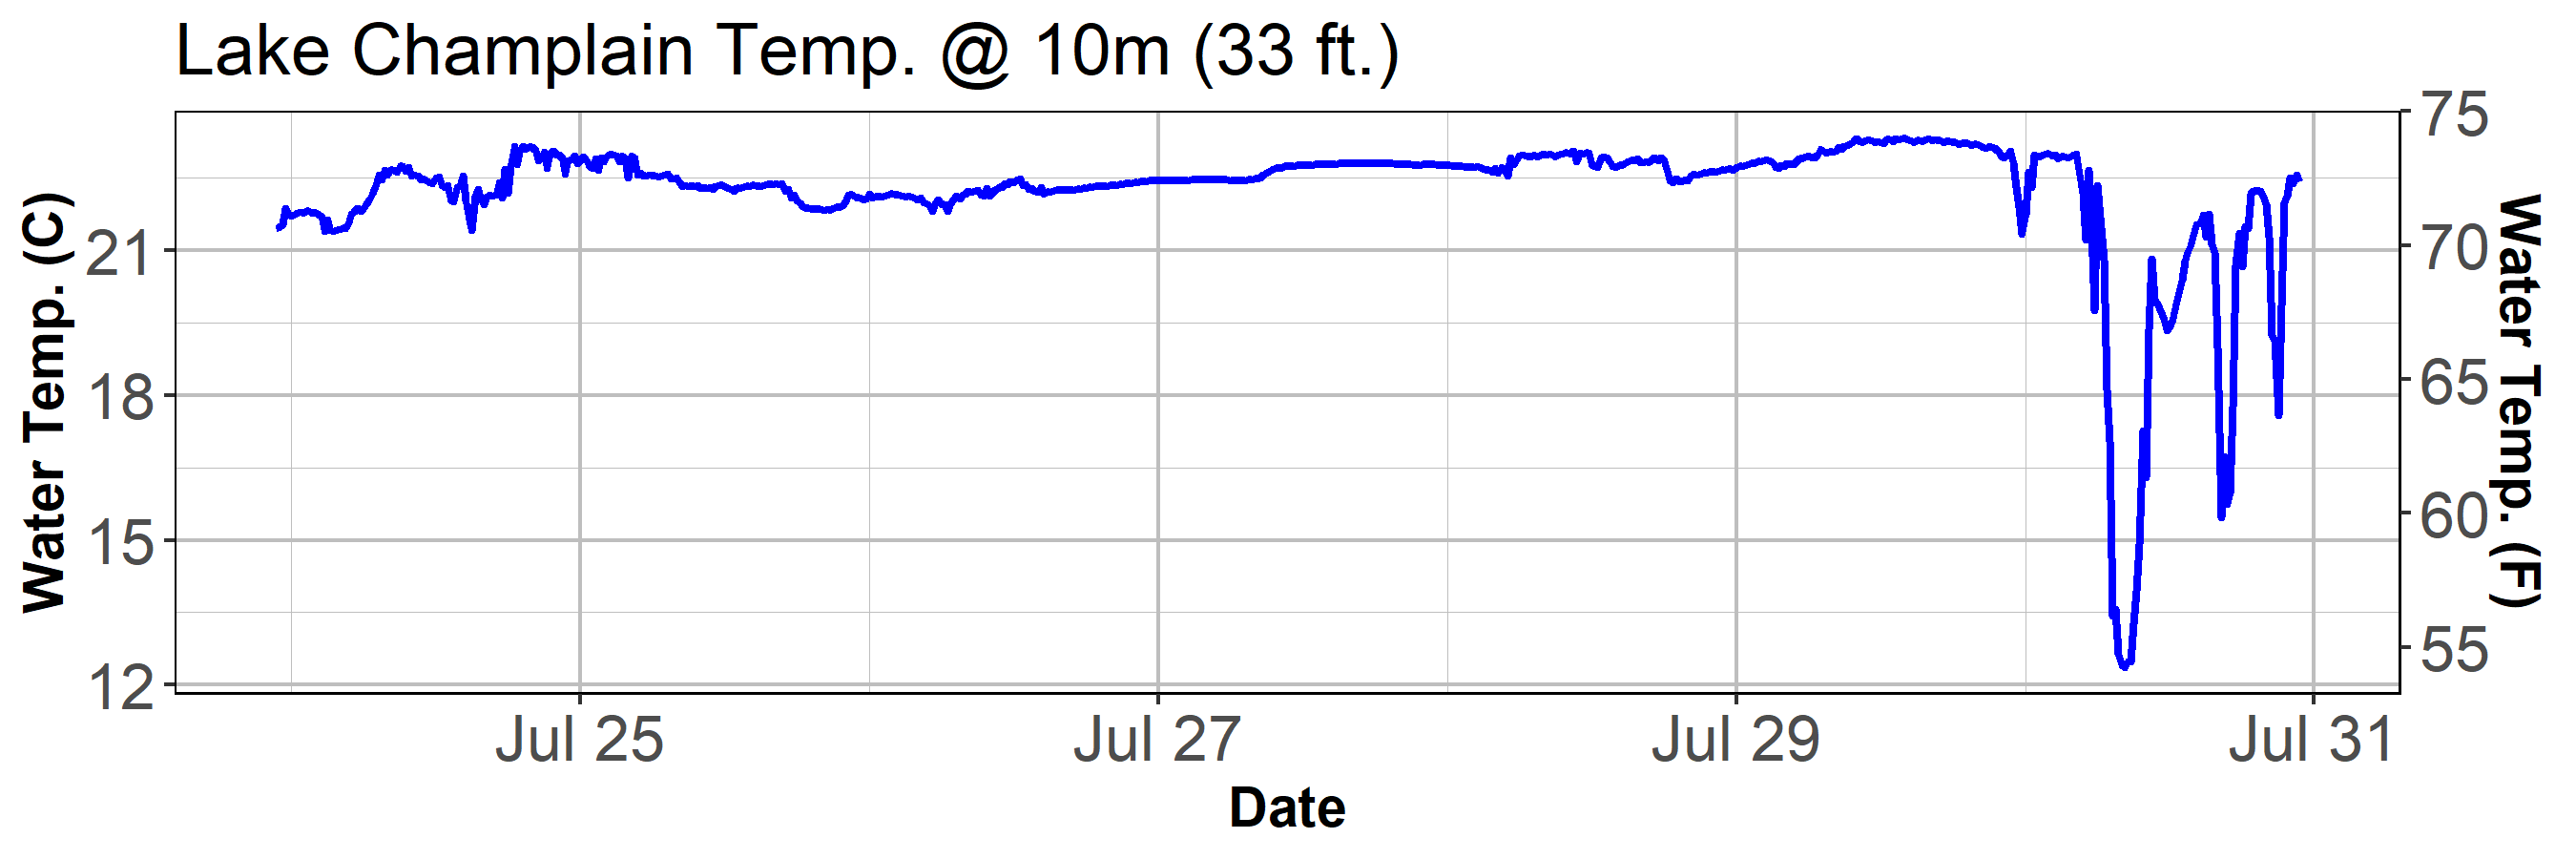 Lake Champlain Temp. @ 10m (33 ft.)
Water Temp. (C)
21
18
15
12
75
70
65
60
55
Water Temp. (F)
Jul 25
Jul 27
Jul 29
Jul 31
Date